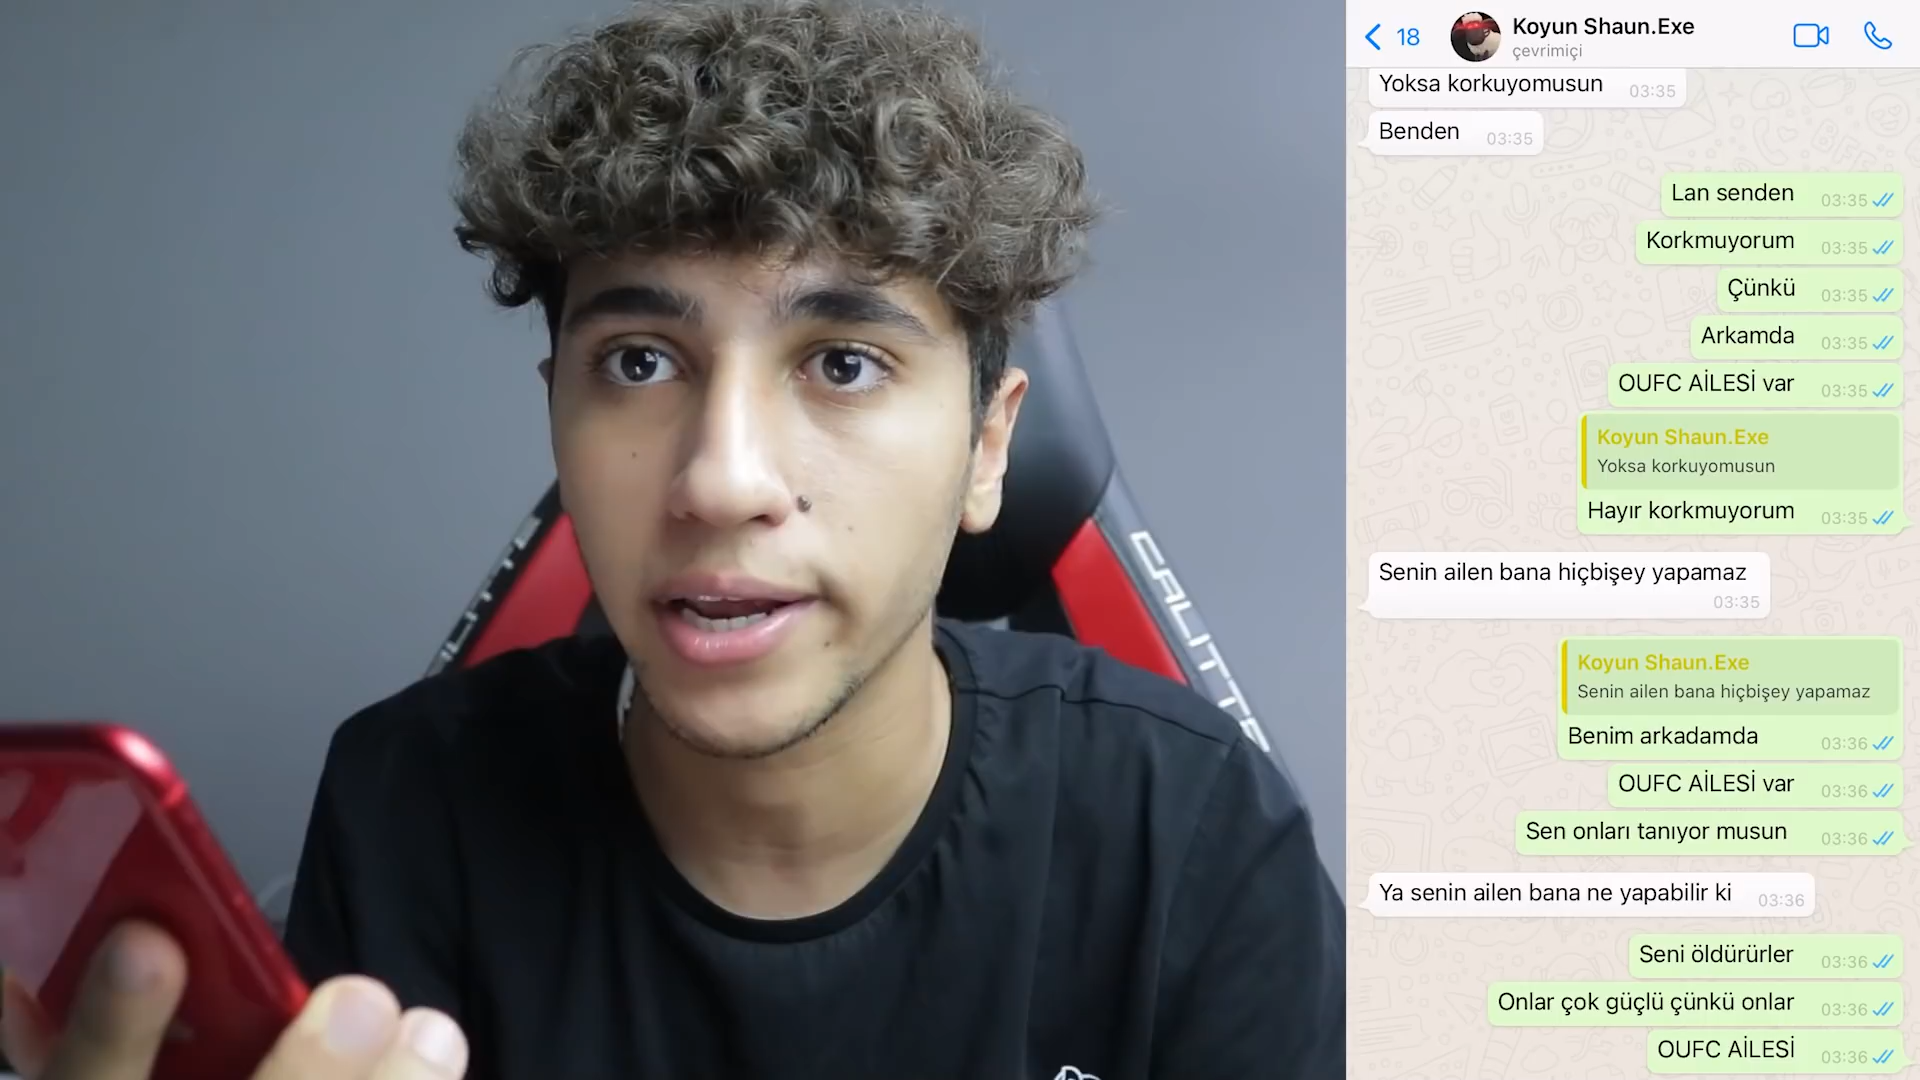 18
Koyun Shaun.Exe
çevrimiçi
Yoksa korkuyomusun 03:35
Benden 03:35
Lan senden 03:35
Korkmuyorum 03:35
Çünkü 03:35
Arkamda 03:35
OUFC AİLESİ var 03:35
Koyun Shaun.Exe
Yoksa korkuyomusun
Hayır korkmuyorum 03:35
Senin ailen bana hiçbişey yapamaz
03:35
Koyun Shaun.Exe
Senin ailen bana hiçbişey yapamaz
Benim arkadamda 03:36
OUFC AİLESİ var 03:36
Sen onları tanıyor musun 03:36
Ya senin ailen bana ne yapabilir ki 03:36
Seni öldürürler 03:36
Onlar çok güçlü çünkü onlar 03:36
OUFC AİLESİ 03:36
CALITTE